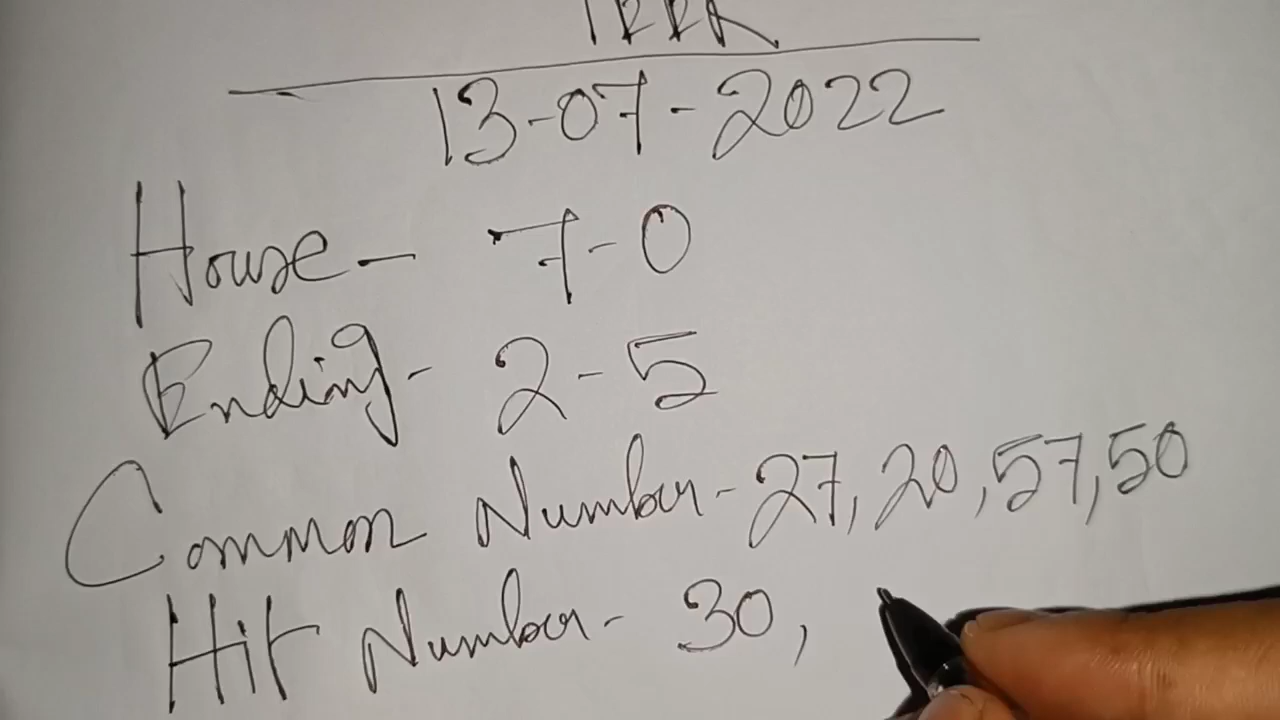 13-07-2022
House- 7-0
Ending- 2-5
Common Number-27, 20, 57, 50
Hit Number- 30,